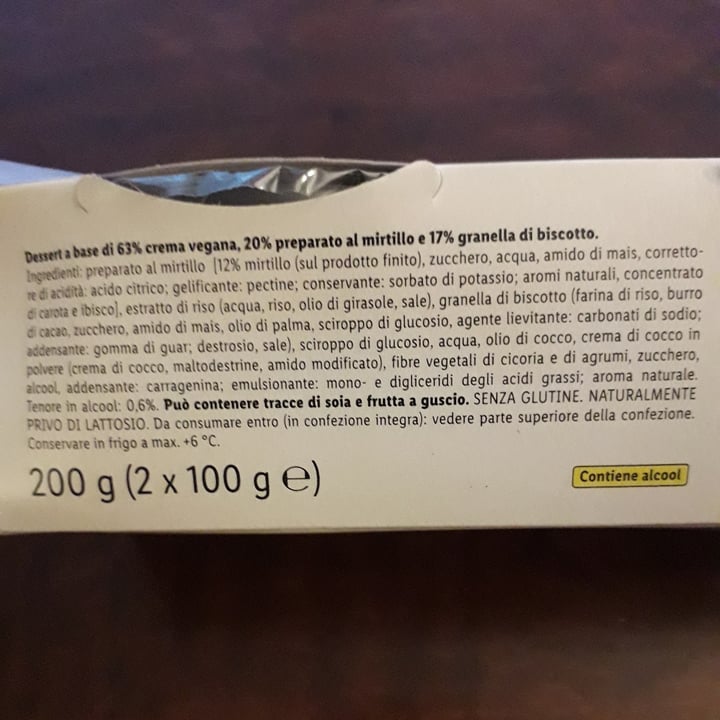 Dessert a base di 63% crema vegana, 20% preparato al mirtillo e 17% granella di biscotto.
Ingredienti: preparato al mirtillo [12% mirtillo (sul prodotto finito), zucchero, acqua, amido di mais, corretto-
re di acidità: acido citrico; gelificante: pectine; conservante: sorbato di potassio; aromi naturali, concentrato
di carota e ibisco], estratto di riso (acqua, riso, olio di girasole, sale), granella di biscotto (farina di riso, burro
di cacao, zucchero, amido di mais, olio di palma, sciroppo di glucosio, agente lievitante: carbonati di sodio;
addensante: gomma di guar; destrosio, sale), sciroppo di glucosio, acqua, olio di cocco, crema di cocco in
polvere (crema di cocco, maltodestrine, amido modificato), fibre vegetali di cicoria e di agrumi, zucchero,
alcool, addensante: carragenina; emulsionante: mono- e digliceridi degli acidi grassi; aroma naturale.
Tenore in alcool: 0,6%. Può contenere tracce di soia e frutta a guscio. SENZA GLUTINE. NATURALMENTE
PRIVO DI LATTOSIO. Da consumare entro (in confezione integra): vedere parte superiore della confezione.
Conservare in frigo a max. +6 °C.
200 g (2 x 100 g ℮)
Contiene alcool